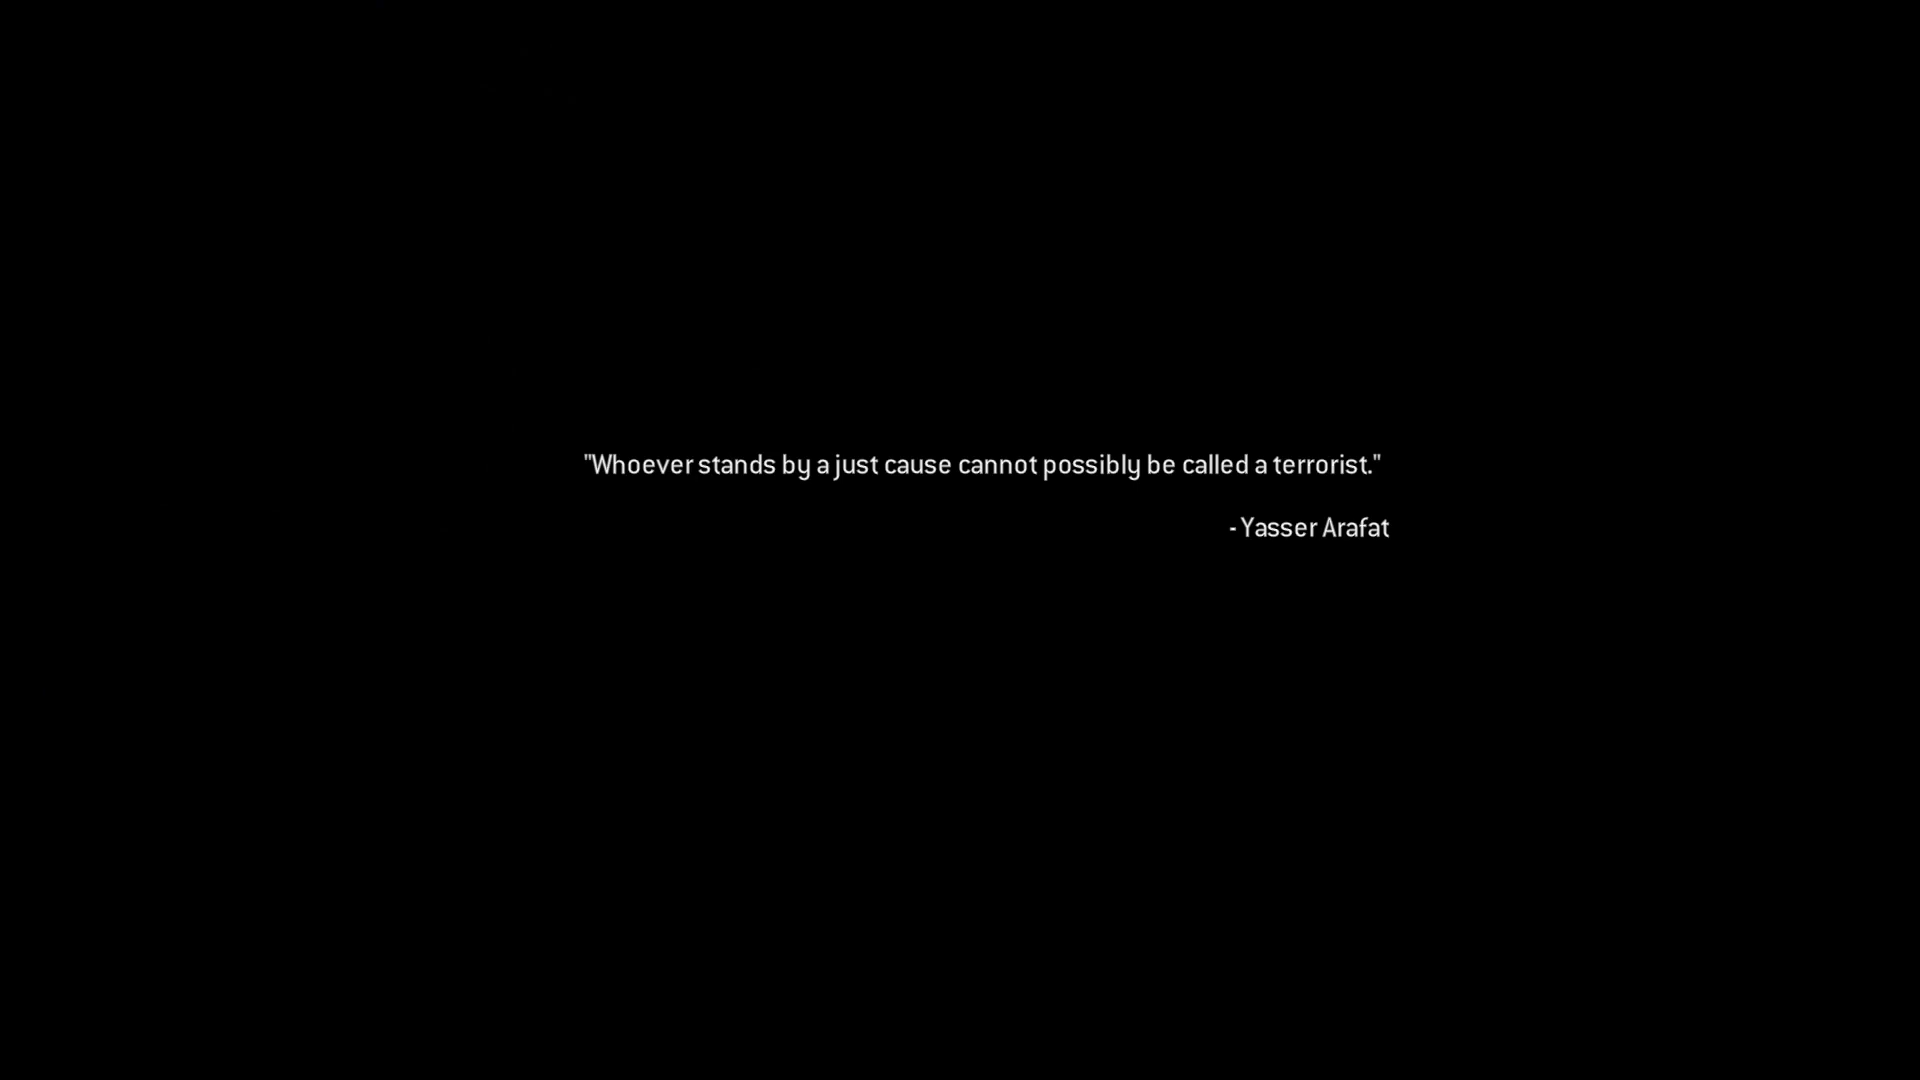 "Whoever stands by a just cause cannot possibly be called a terrorist."
- Yasser Arafat